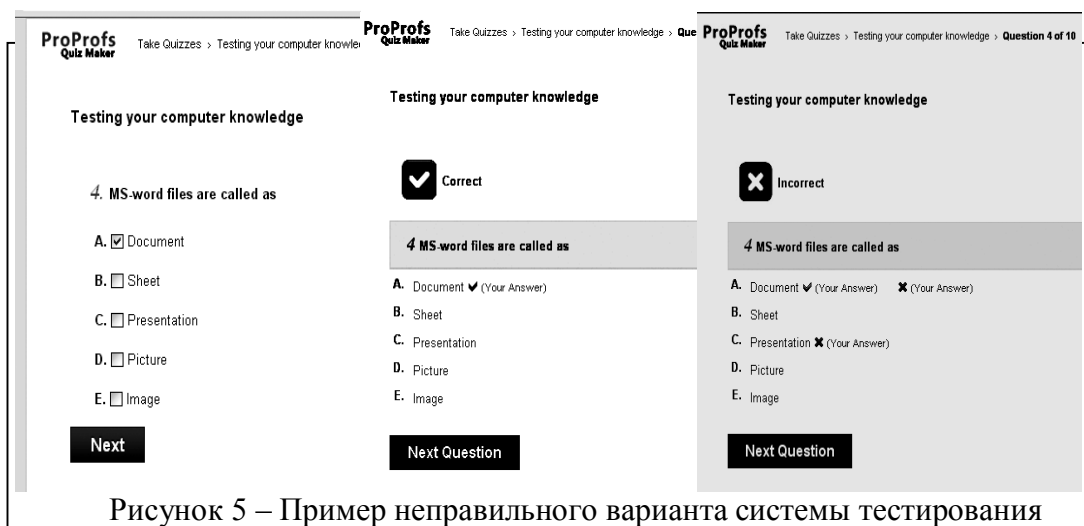 ProProfs
Quiz Maker
Take Quizzes > Testing your computer knowle
Testing your computer knowledge
4. MS-word files are called as
A. Document
B. Sheet
C. Presentation
D. Picture
E. Image
Next
ProProfs
Quiz Maker
Take Quizzes > Testing your computer knowledge > Que
Testing your computer knowledge
Correct
4 MS-word files are called as
A. Document ✔ (Your Answer)
B. Sheet
C. Presentation
D. Picture
E. Image
Next Question
ProProfs
Quiz Maker
Take Quizzes > Testing your computer knowledge > Question 4 of 10
Testing your computer knowledge
Incorrect
4 MS-word files are called as
A. Document ✔ (Your Answer) ✖ (Your Answer)
B. Sheet
C. Presentation ✖ (Your Answer)
D. Picture
E. Image
Next Question
Рисунок 5 – Пример неправильного варианта системы тестирования